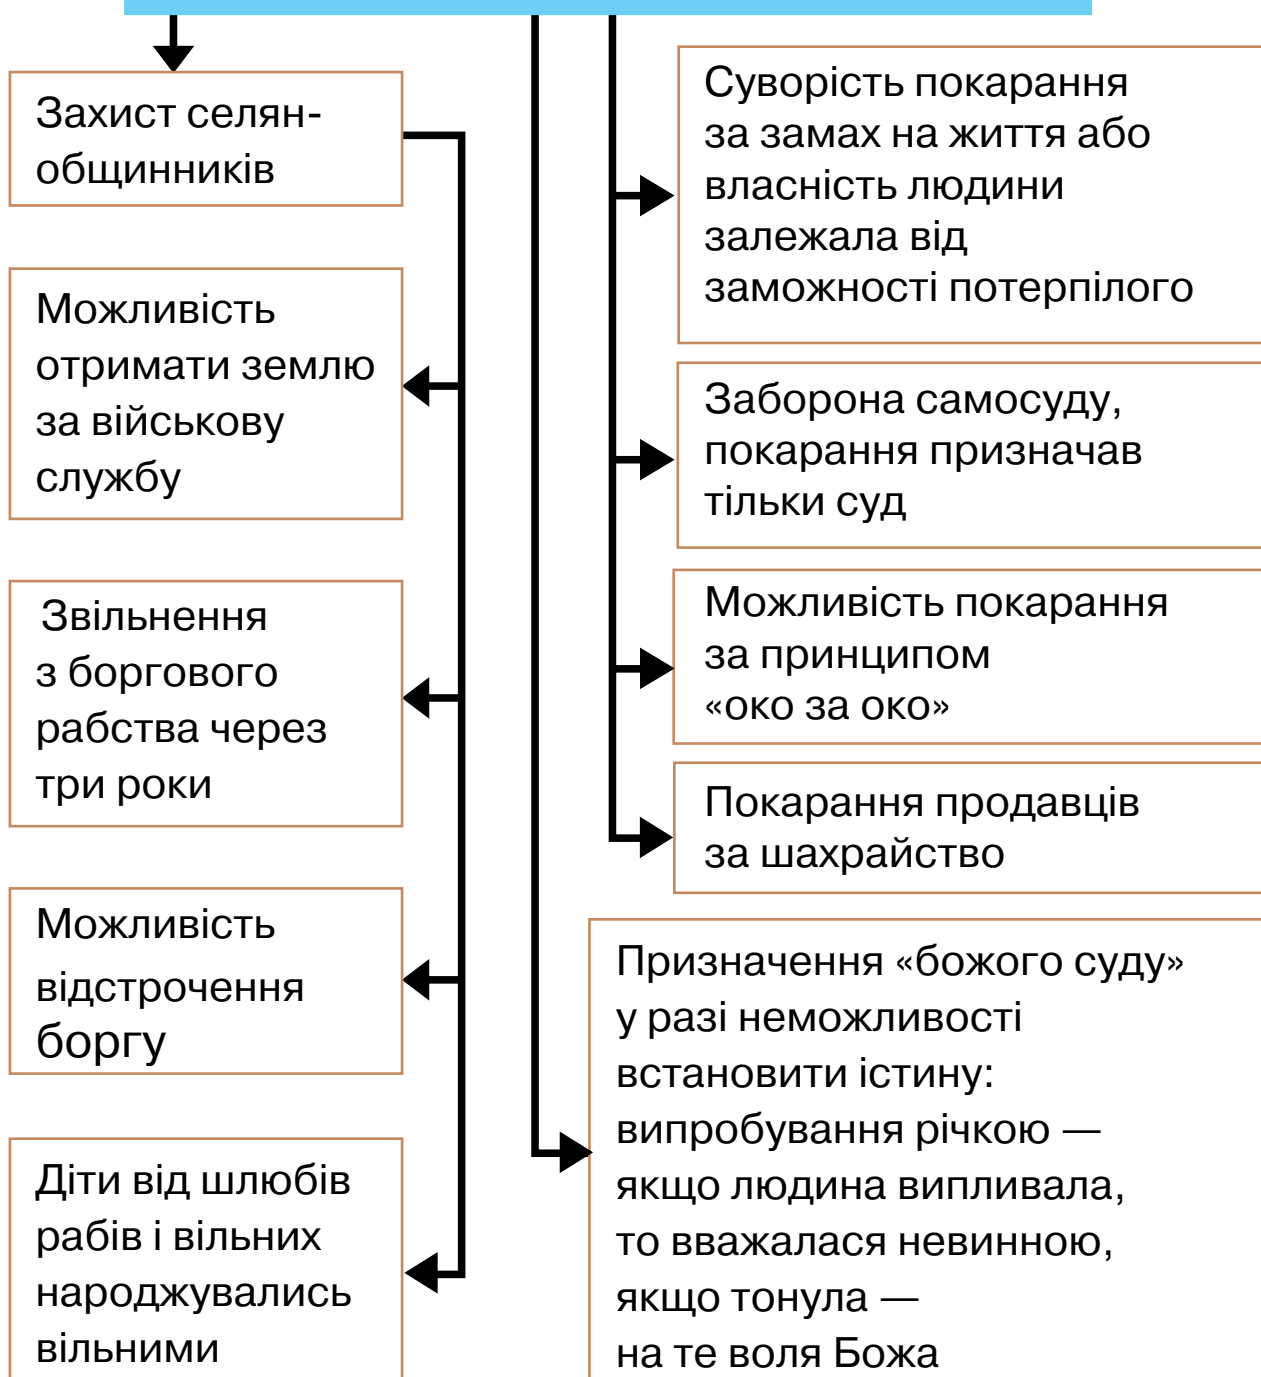 Захист селян-
общинників
Можливість
отримати землю
за військову
службу
Звільнення
з боргового
рабства через
три роки
Можливість
відстрочення
боргу
Діти від шлюбів
рабів і вільних
народжувались
вільними
Суворість покарання
за замах на життя або
власність людини
залежала від
заможності потерпілого
Заборона самосуду,
покарання призначав
тільки суд
Можливість покарання
за принципом
«око за око»
Покарання продавців
за шахрайство
Призначення «божого суду»
у разі неможливості
встановити істину:
випробування річкою —
якщо людина випливала,
то вважалася невинною,
якщо тонула —
на те воля Божа